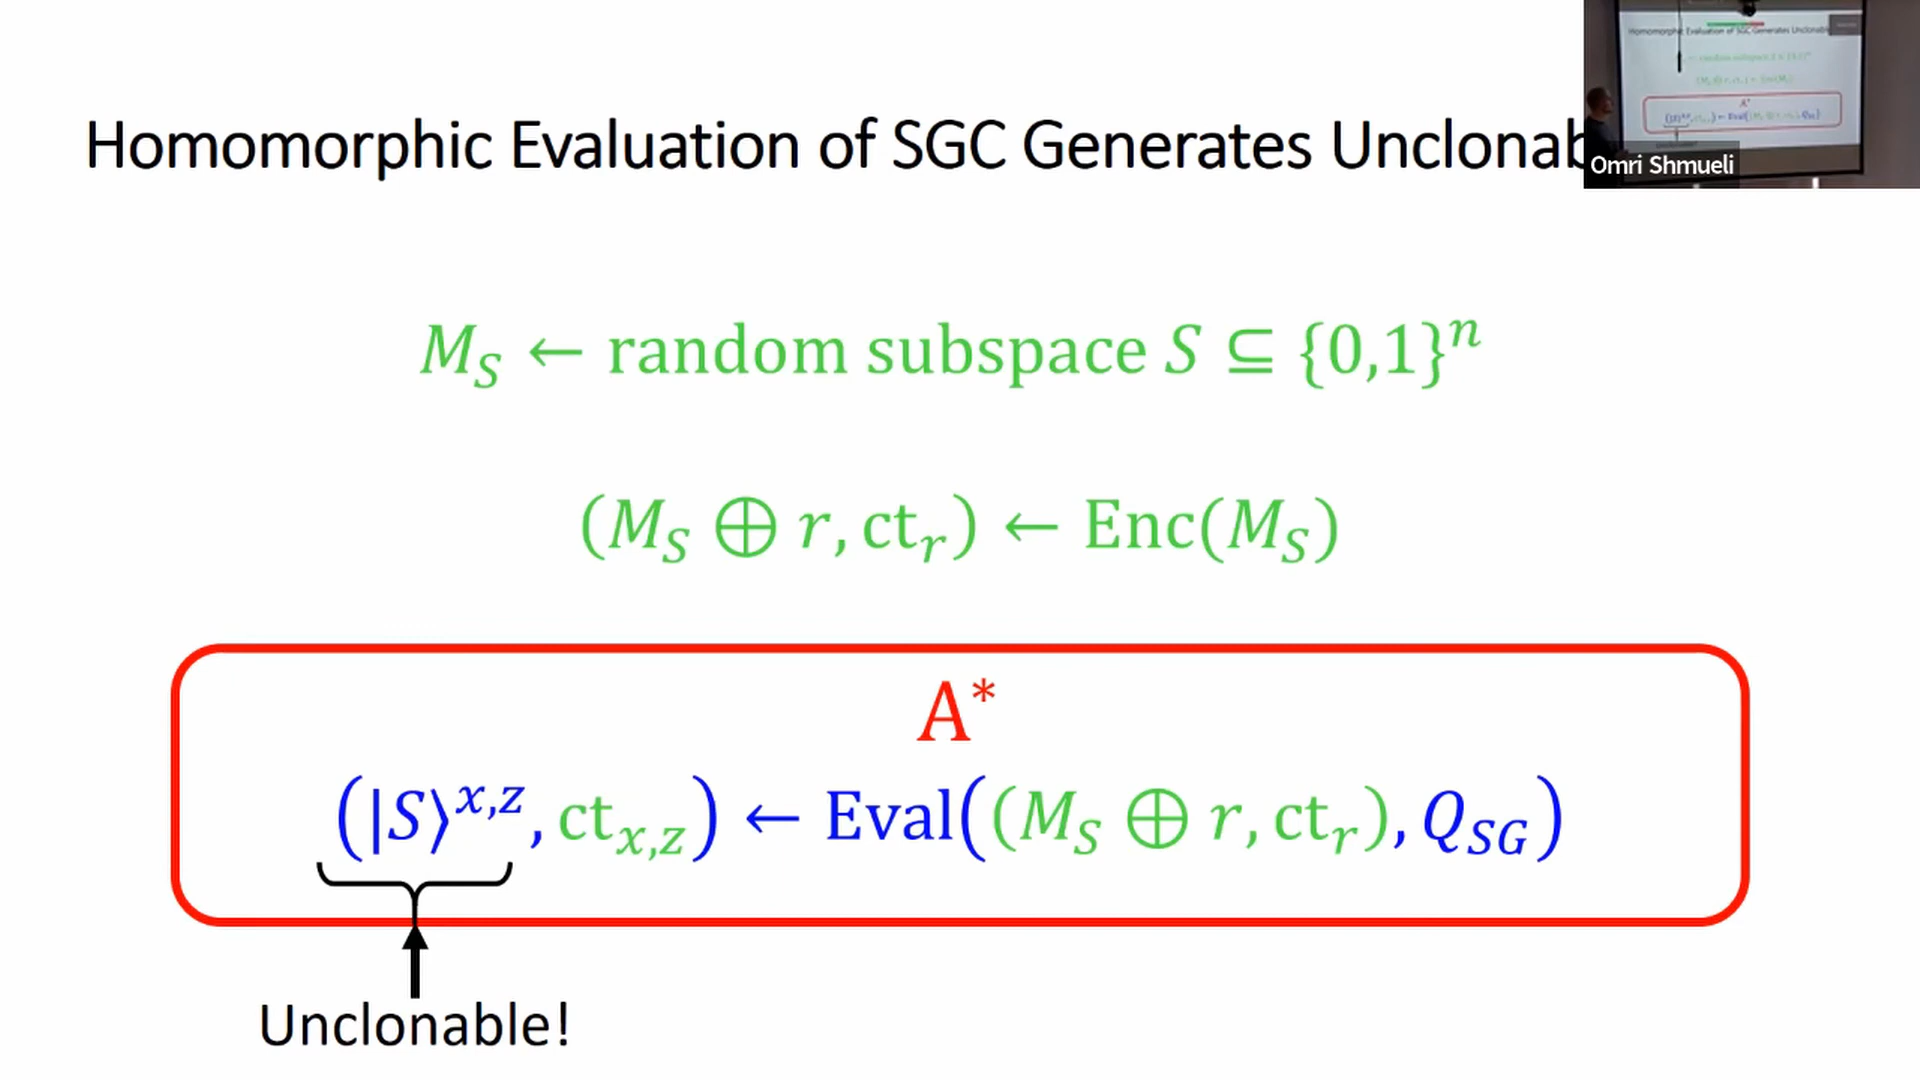 Homomorphic Evaluation of SGC Generates Unclonab
Omri Shmueli
M_S ← random subspace S ⊆ {0,1}^n
(M_S ⊕ r, ct_r) ← Enc(M_S)
A*
(|S⟩^{x,z}, ct_{x,z}) ← Eval((M_S ⊕ r, ct_r), Q_{SG})
Unclonable!